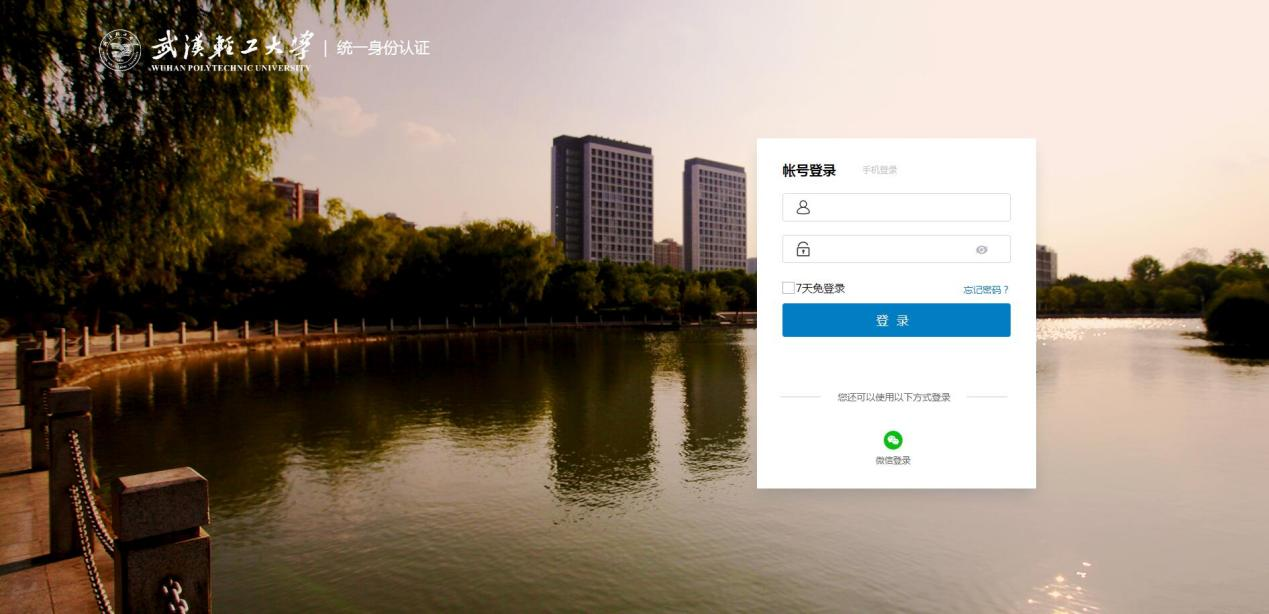 武漢輕工大學 | 统一身份认证
WUHAN POLYTECHNIC UNIVERSITY
帐号登录 手机登录
7天免登录 忘记密码？
登 录
您还可以使用以下方式登录
微信登录